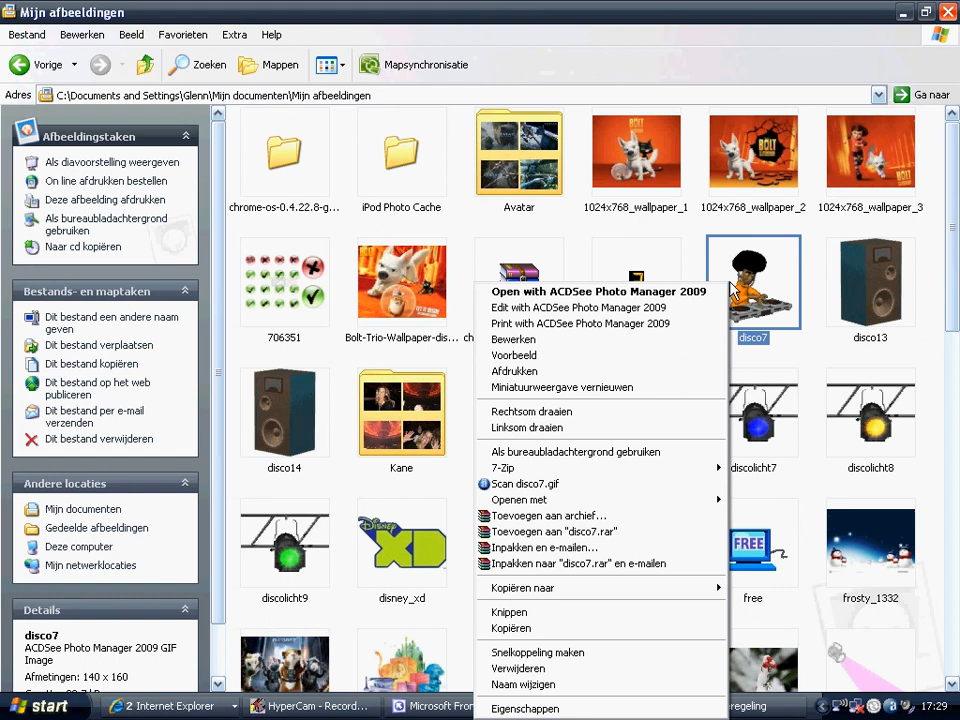 Mijn afbeeldingen
Bestand Bewerken Beeld Favorieten Extra Help
Vorige Zoeken Mappen Mapsynchronisatie
Adres C:\Documents and Settings\Glenn\Mijn documenten\Mijn afbeeldingen Ga naar
Afbeeldingstaken
Als diavoorstelling weergeven
On line afdrukken bestellen
Deze afbeelding afdrukken
Als bureaubladachtergrond
gebruiken
Naar cd kopiëren
Bestands- en maptaken
Dit bestand een andere naam
geven
Dit bestand verplaatsen
Dit bestand kopiëren
Dit bestand op het web
publiceren
Dit bestand per e-mail
verzenden
Dit bestand verwijderen
Andere locaties
Mijn documenten
Gedeelde afbeeldingen
Deze computer
Mijn netwerklocaties
Details
disco7
ACDSee Photo Manager 2009 GIF
Image
Afmetingen: 140 x 160
chrome-os-0.4.22.8-g... iPod Photo Cache Avatar 1024x768_wallpaper_1 1024x768_wallpaper_2 1024x768_wallpaper_3
706351 Bolt-Trio-Wallpaper-dis... disco7 disco13
disco14 Kane discolicht7 discolicht8
discolicht9 disney_xd free frosty_1332
BOLT
BOLT
Disney XD
FREE
Open with ACDSee Photo Manager 2009
Edit with ACDSee Photo Manager 2009
Print with ACDSee Photo Manager 2009
Bewerken
Voorbeeld
Afdrukken
Miniatuurweergave vernieuwen
Rechtsom draaien
Linksom draaien
Als bureaubladachtergrond gebruiken
7-Zip
Scan disco7.gif
Openen met
Toevoegen aan archief...
Toevoegen aan "disco7.rar"
Inpakken en e-mailen...
Inpakken naar "disco7.rar" en e-mailen
Kopiëren naar
Knippen
Kopiëren
Snelkoppeling maken
Verwijderen
Naam wijzigen
Eigenschappen
start 2 Internet Explorer HyperCam - Record... Microsoft Fron regeling 17:29